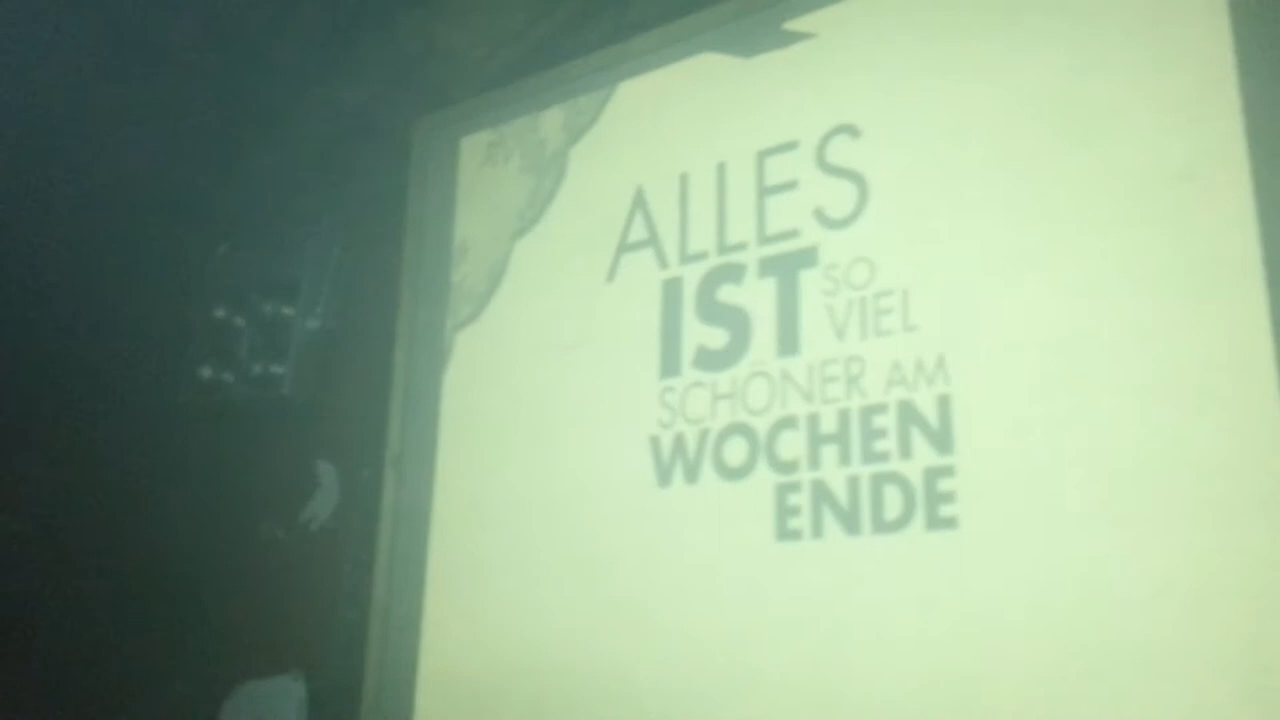 ALLES
IST SO
VIEL
SCHÖNER AM
WOCHEN
ENDE